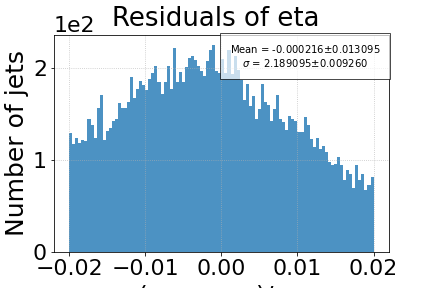 Residuals of eta
1e2
Mean = -0.000216±0.013095
σ = 2.189095±0.009260
Number of jets
2
1
0
−0.02 −0.01 0.00 0.01 0.02